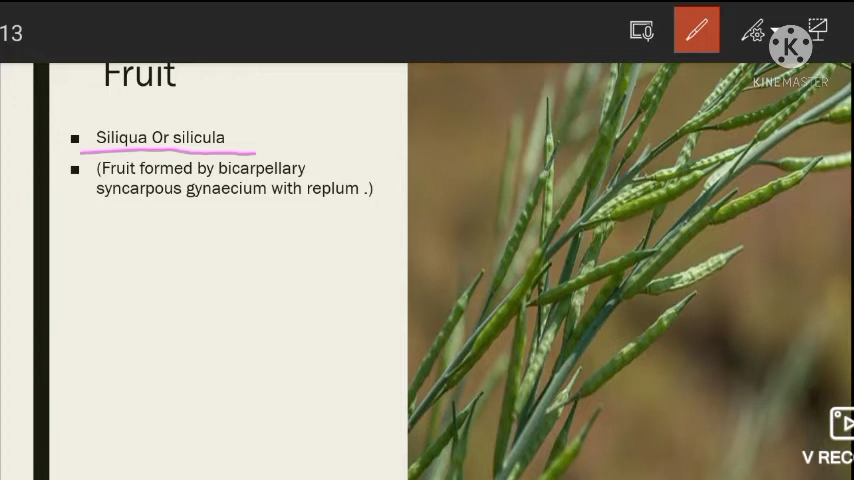 13
KINEMASTER
Fruit
Siliqua Or silicula
(Fruit formed by bicarpellary
syncarpous gynaecium with replum .)
V REC